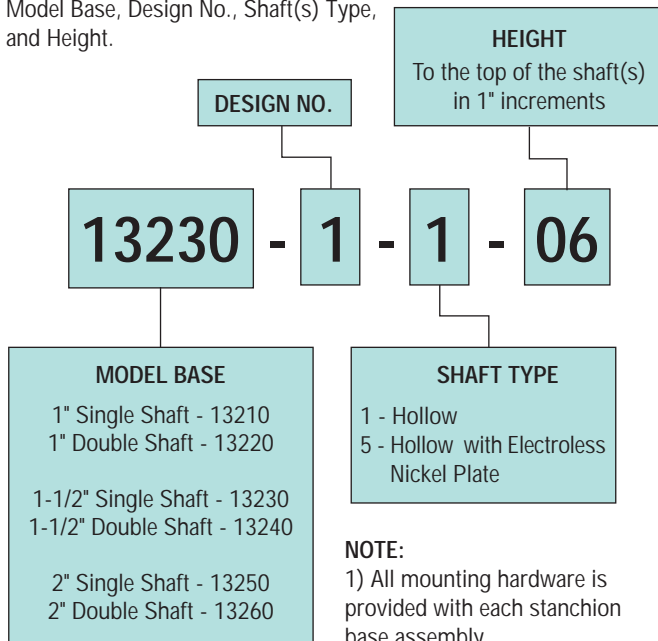 Model Base, Design No., Shaft(s) Type,
and Height.
HEIGHT
To the top of the shaft(s)
in 1" increments
DESIGN NO.
13230 - 1 - 1 - 06
MODEL BASE
1" Single Shaft - 13210
1" Double Shaft - 13220
1-1/2" Single Shaft - 13230
1-1/2" Double Shaft - 13240
2" Single Shaft - 13250
2" Double Shaft - 13260
SHAFT TYPE
1 - Hollow
5 - Hollow with Electroless
Nickel Plate
NOTE:
1) All mounting hardware is
provided with each stanchion
base assembly